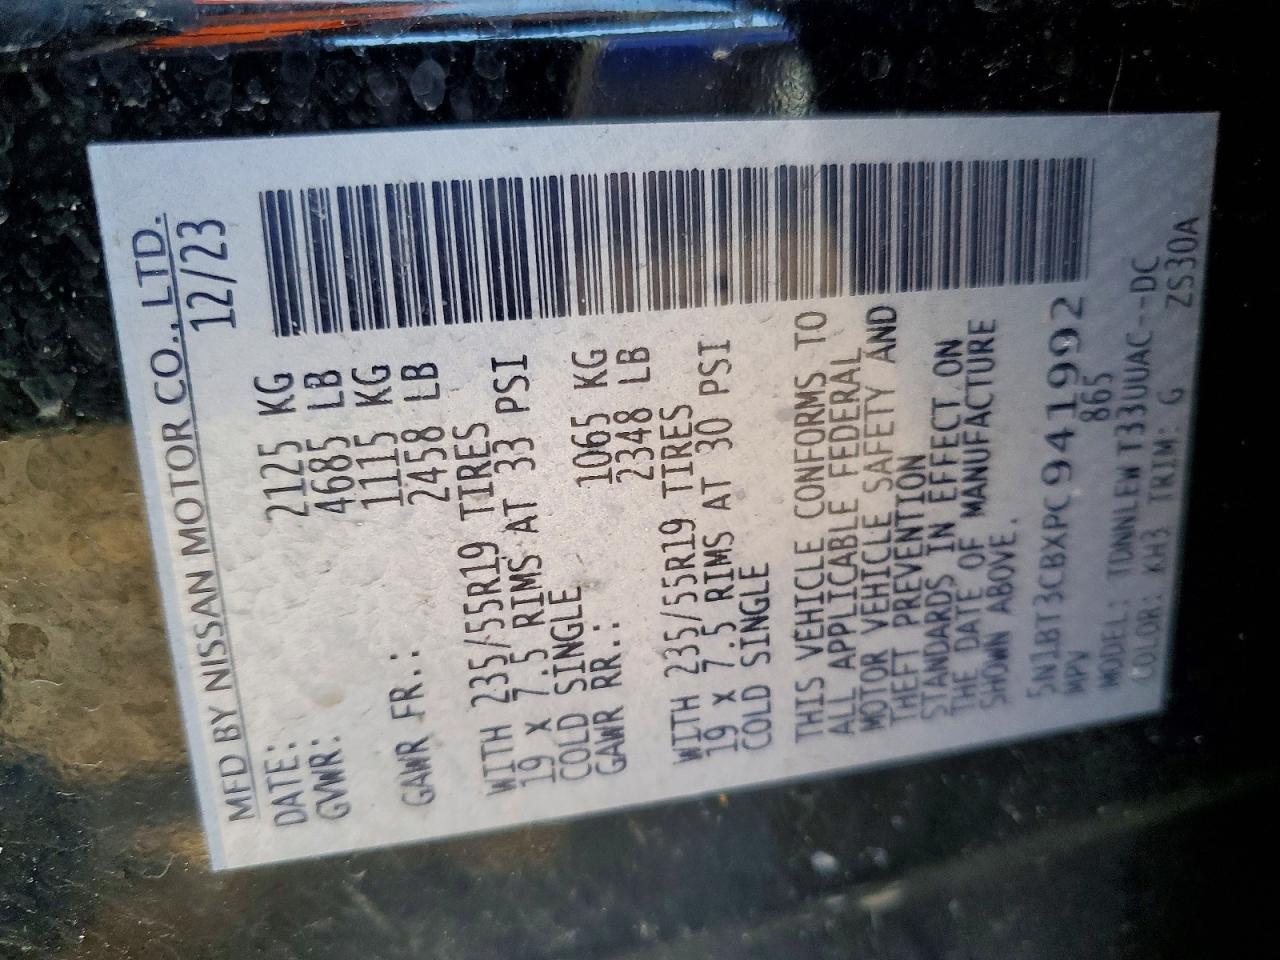 MFD BY NISSAN MOTOR CO., LTD.
DATE: 12/23
GVWR: 2125 KG
4685 LB
1115 KG
GAWR FR.: 2458 LB
WITH 235/55R19 TIRES
19 x 7.5 RIMS AT 33 PSI
COLD SINGLE
GAWR RR.: 1065 KG
2348 LB
WITH 235/55R19 TIRES
19 x 7.5 RIMS AT 30 PSI
COLD SINGLE
THIS VEHICLE CONFORMS TO
ALL APPLICABLE FEDERAL
MOTOR VEHICLE SAFETY AND
THEFT PREVENTION
STANDARDS IN EFFECT ON
THE DATE OF MANUFACTURE
SHOWN ABOVE.
5N1BT3CBXPC941992
MPV 865
MODEL: TDNNLEWT33UUAC--DC
COLOR: KH3 TRIM: G ZS30A